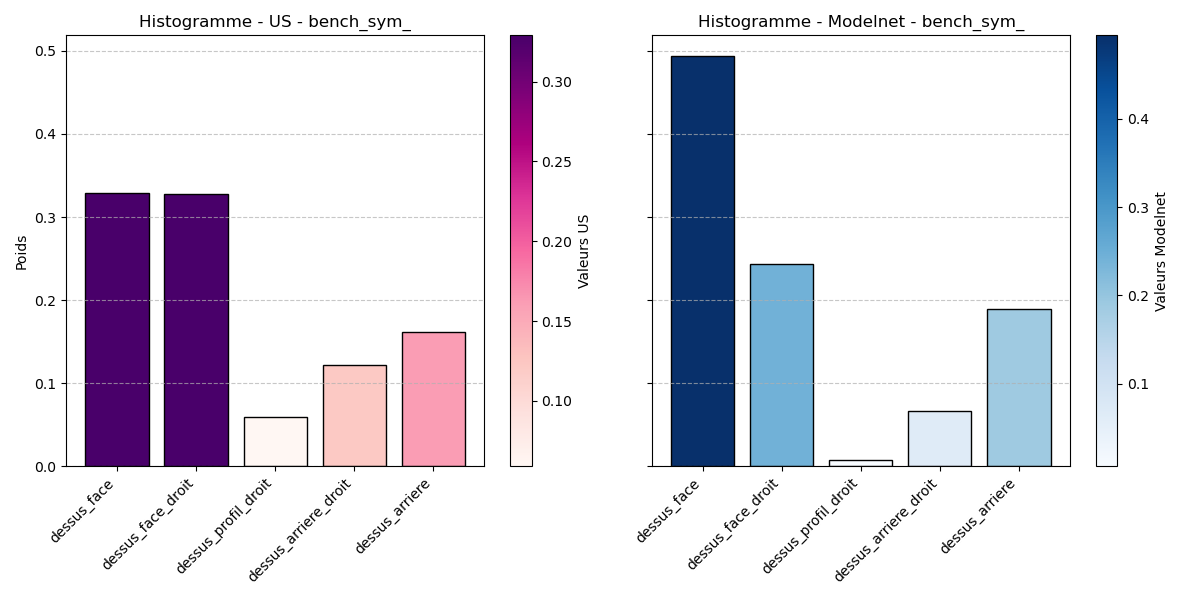 Histogramme - US - bench_sym_
Poids
0.5
0.4
0.3
0.2
0.1
0.0
dessus_face
dessus_face_droit
dessus_profil_droit
dessus_arriere_droit
dessus_arriere
0.30
0.25
0.20
0.15
0.10
Valeurs US
Histogramme - Modelnet - bench_sym_
dessus_face
dessus_face_droit
dessus_profil_droit
dessus_arriere_droit
dessus_arriere
0.4
0.3
0.2
0.1
Valeurs Modelnet